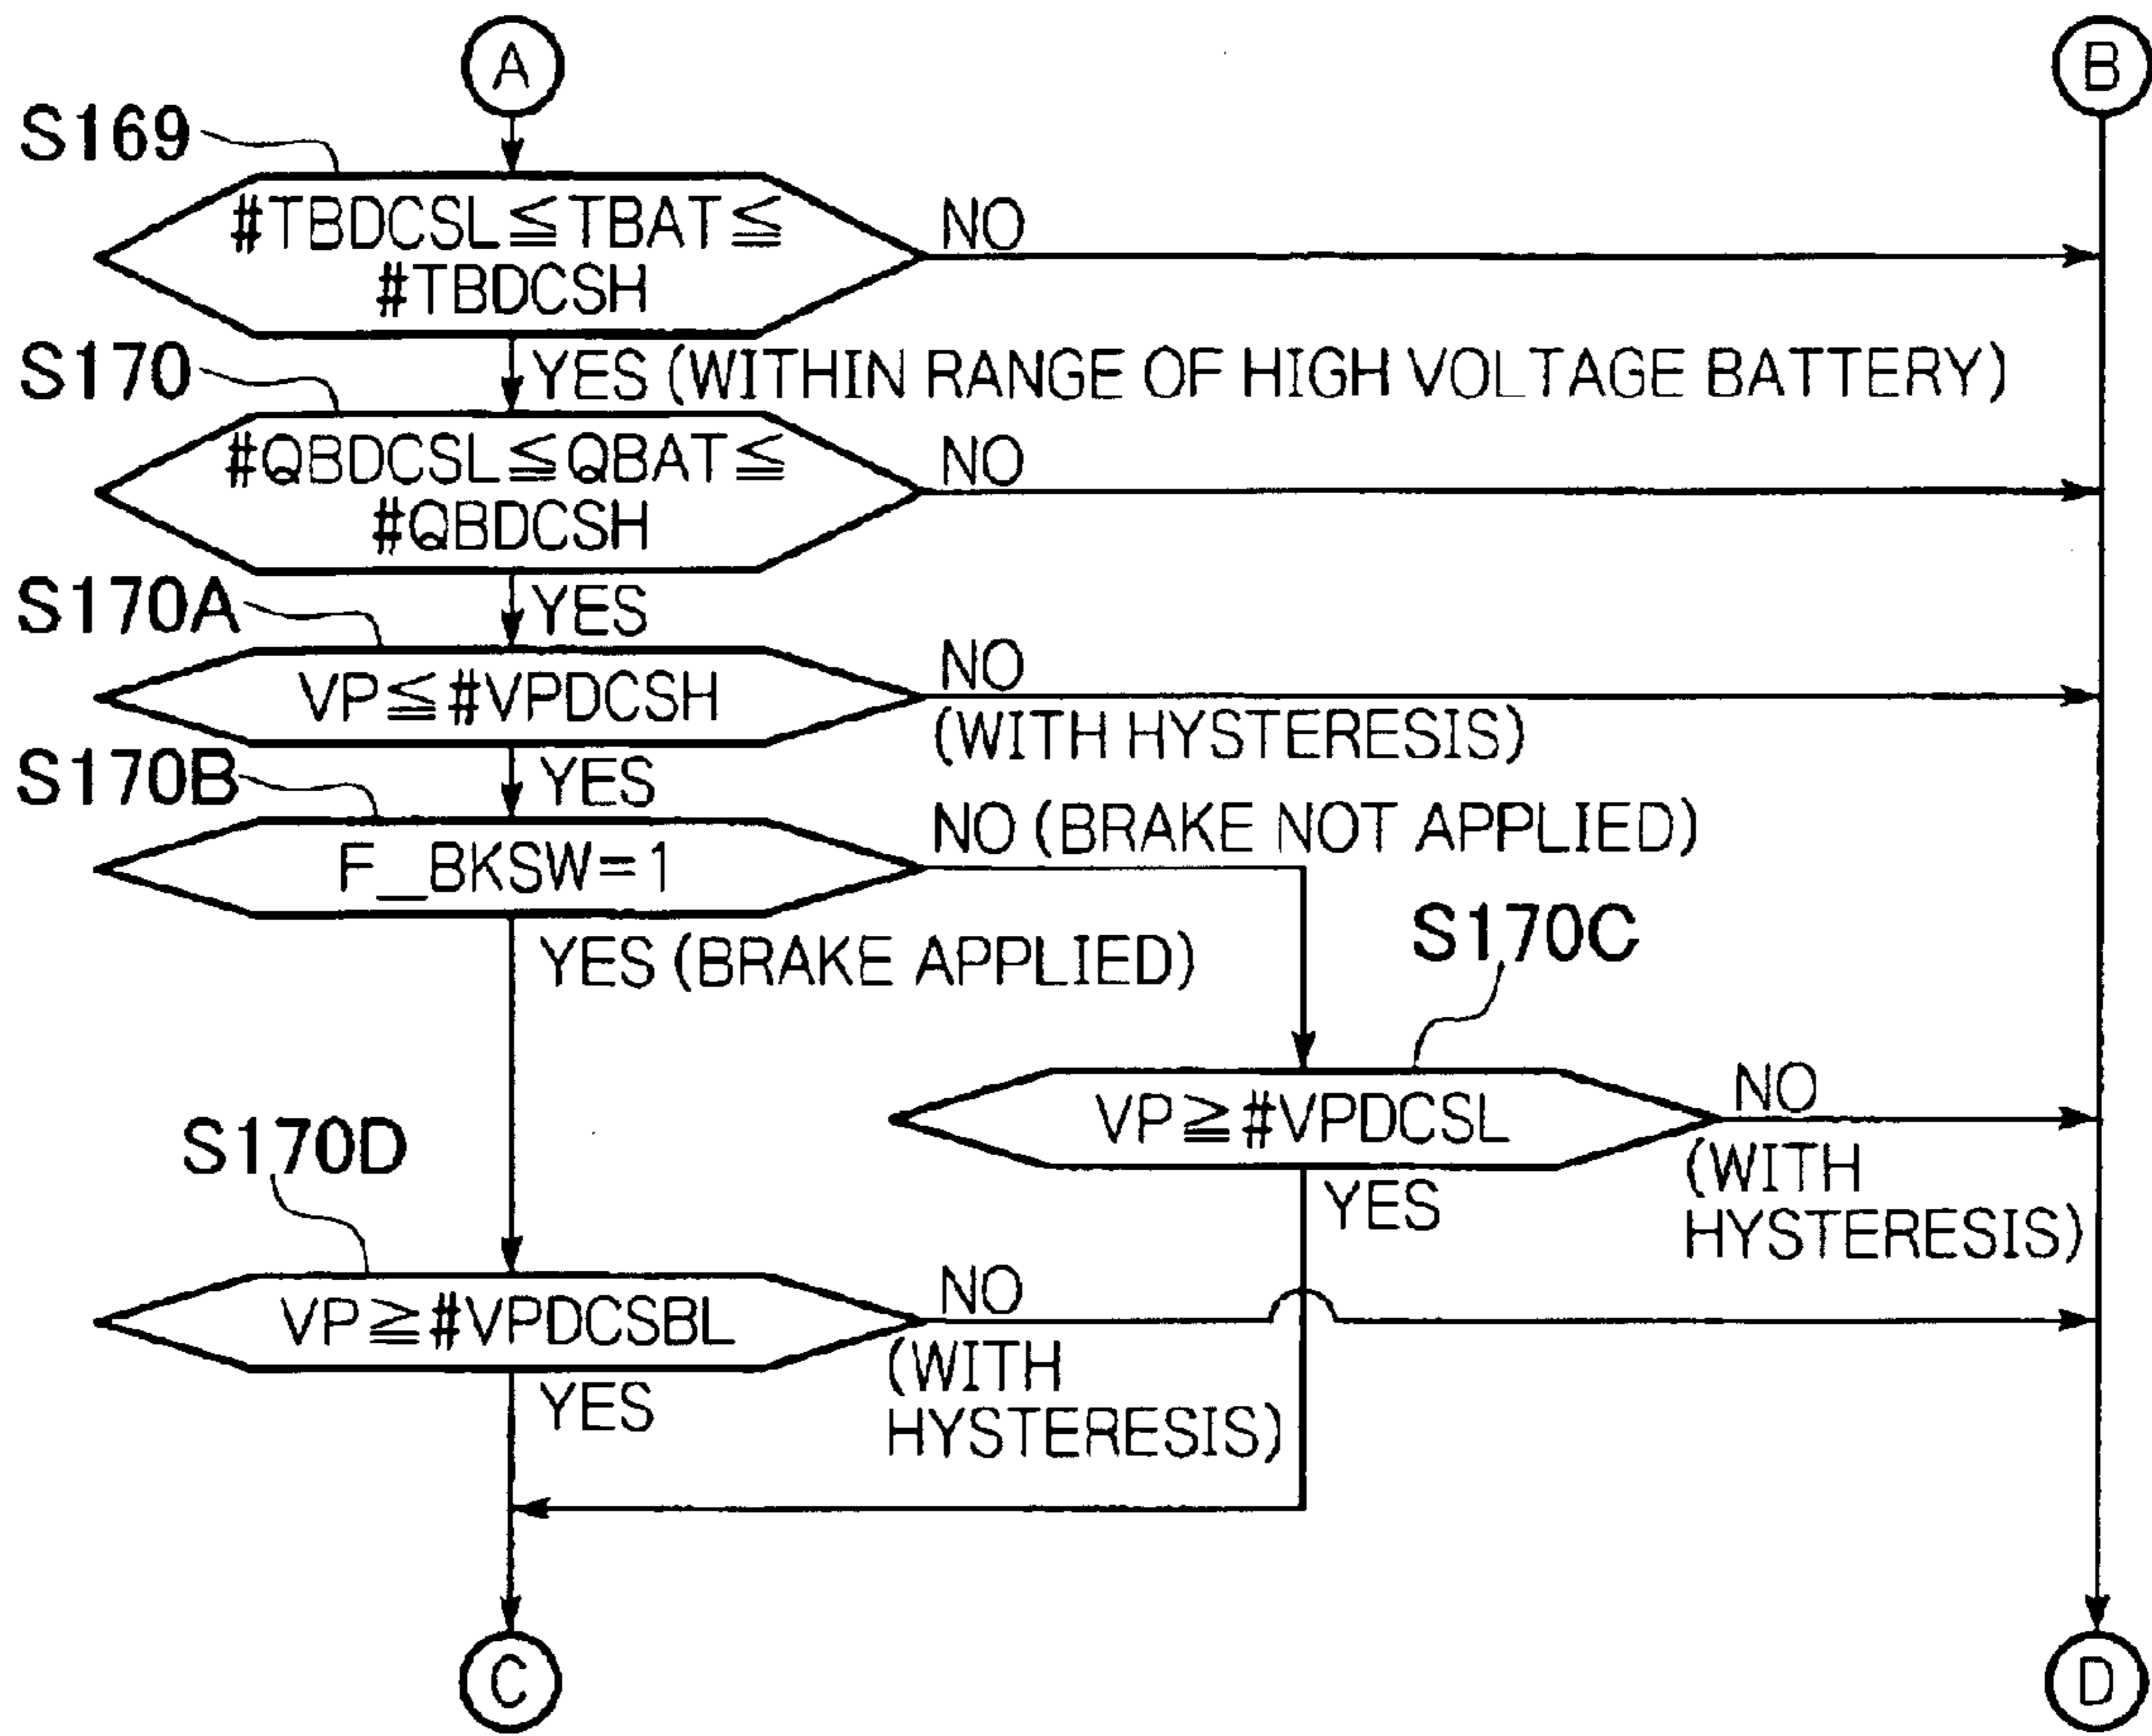 A
B
S169
#TBDCSL≦TBAT≦
#TBDCSH
NO
YES (WITHIN RANGE OF HIGH VOLTAGE BATTERY)
S170
#QBDCSL≦QBAT≦
#QBDCSH
NO
YES
S170A
VP≦#VPDCSH
NO
(WITH HYSTERESIS)
YES
S170B
F_BKSW=1
NO (BRAKE NOT APPLIED)
YES (BRAKE APPLIED)
S170C
VP≧#VPDCSL
NO
(WITH
HYSTERESIS)
YES
S170D
VP≧#VPDCSBL
NO
(WITH
HYSTERESIS)
YES
C
D